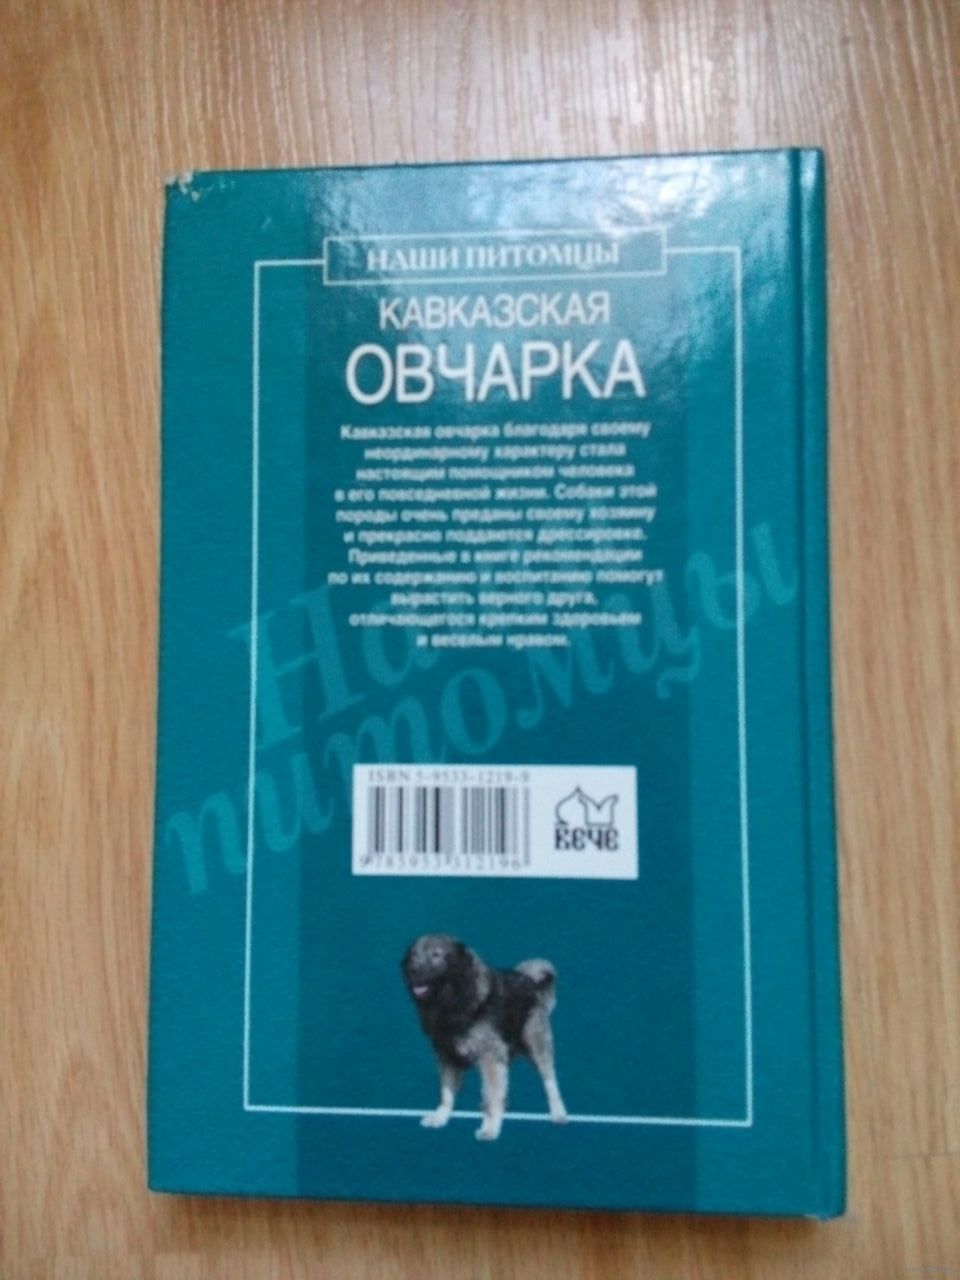 НАШИ ПИТОМЦЫ
КАВКАЗСКАЯ
ОВЧАРКА
Кавказская овчарка благодаря своему
неординарному характеру стала
настоящим помощником человека
в его повседневной жизни. Собаки этой
породы очень преданы своему хозяину
и прекрасно поддаются дрессировке.
Приведенные в книге рекомендации
по их содержанию и воспитанию помогут
вырастить верного друга,
отличающегося крепким здоровьем
и веселым нравом.
На
питомцы
ISBN 5-9533-1219-9
9785953312196
ВЕЧЕ